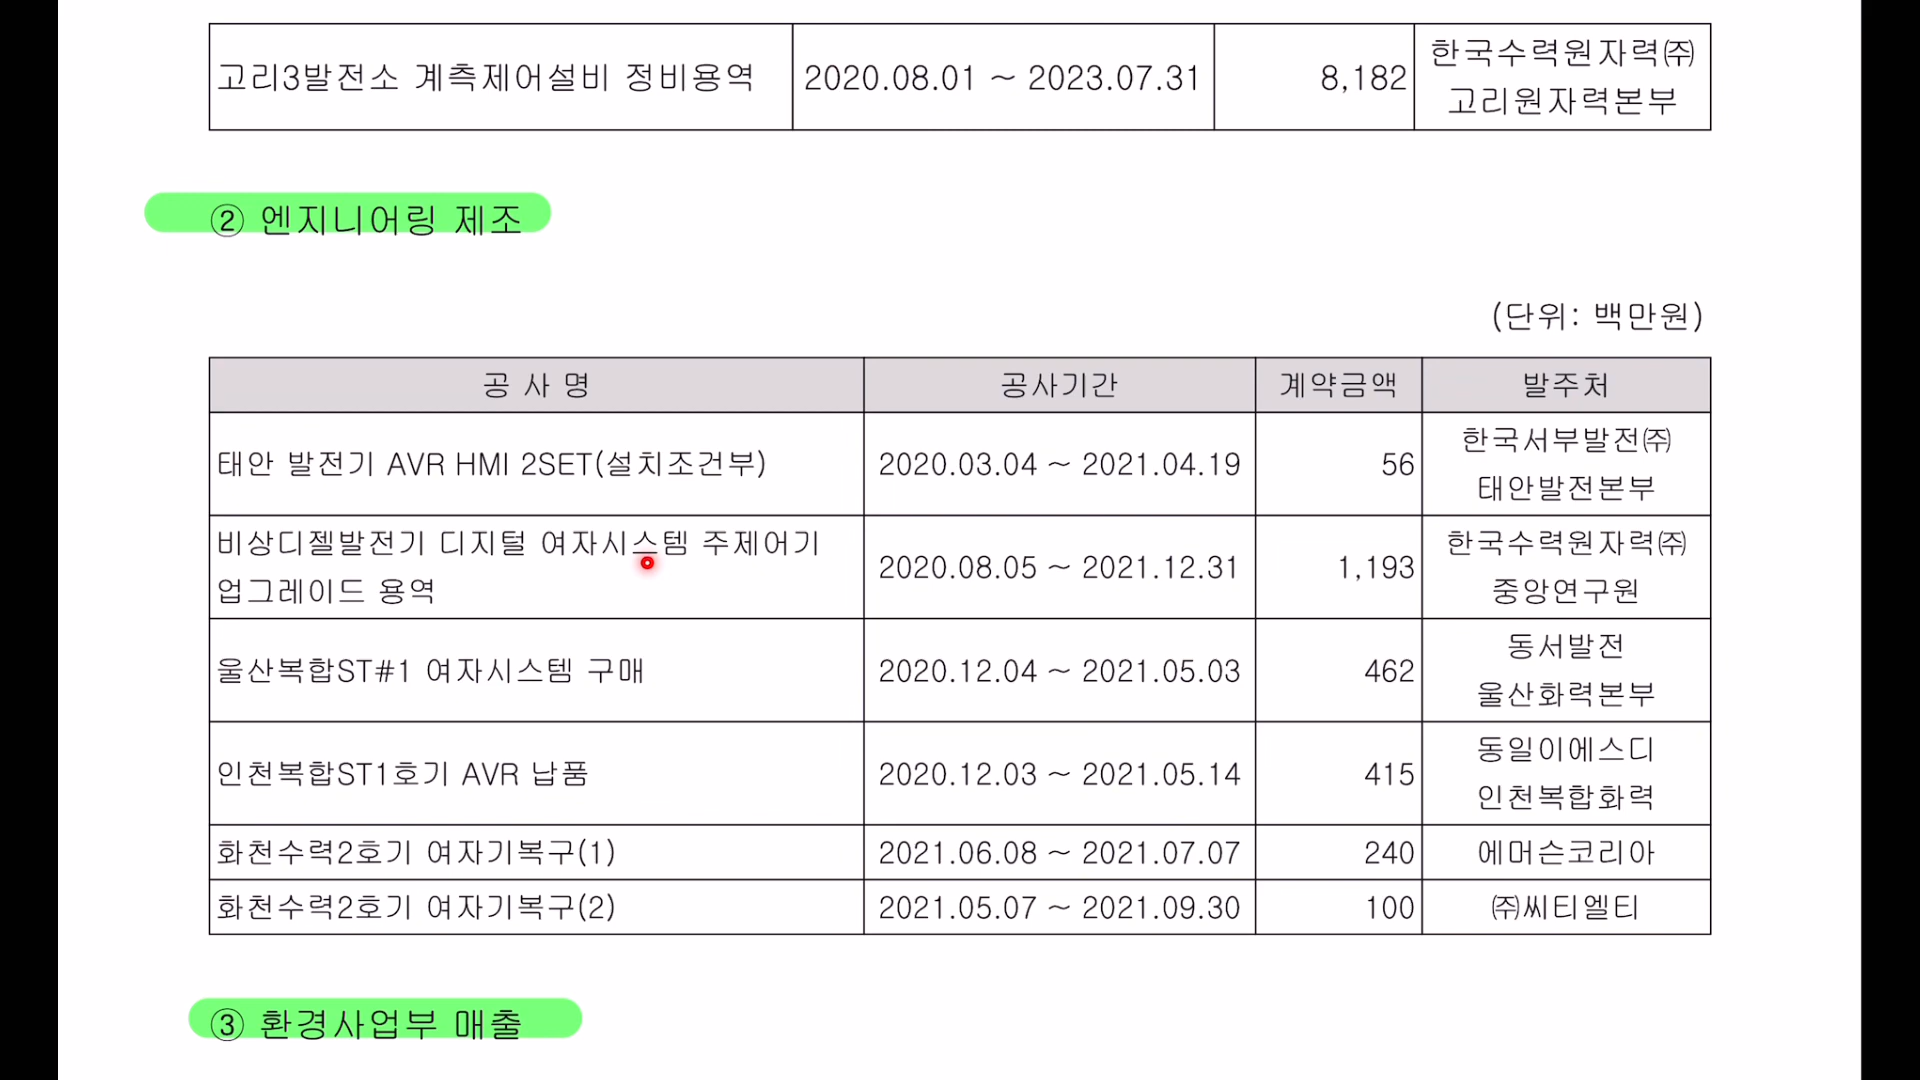 고리3발전소 계측제어설비 정비용역 2020.08.01 ~ 2023.07.31 8,182 한국수력원자력㈜
고리원자력본부
② 엔지니어링 제조
(단위: 백만원)
공 사 명 공사기간 계약금액 발주처
태안 발전기 AVR HMI 2SET(설치조건부) 2020.03.04 ~ 2021.04.19 56 한국서부발전㈜
태안발전본부
비상디젤발전기 디지털 여자시스템 주제어기
업그레이드 용역 2020.08.05 ~ 2021.12.31 1,193 한국수력원자력㈜
중앙연구원
울산복합ST#1 여자시스템 구매 2020.12.04 ~ 2021.05.03 462 동서발전
울산화력본부
인천복합ST1호기 AVR 납품 2020.12.03 ~ 2021.05.14 415 동일이에스디
인천복합화력
화천수력2호기 여자기복구(1) 2021.06.08 ~ 2021.07.07 240 에머슨코리아
화천수력2호기 여자기복구(2) 2021.05.07 ~ 2021.09.30 100 ㈜씨티엘티
③ 환경사업부 매출